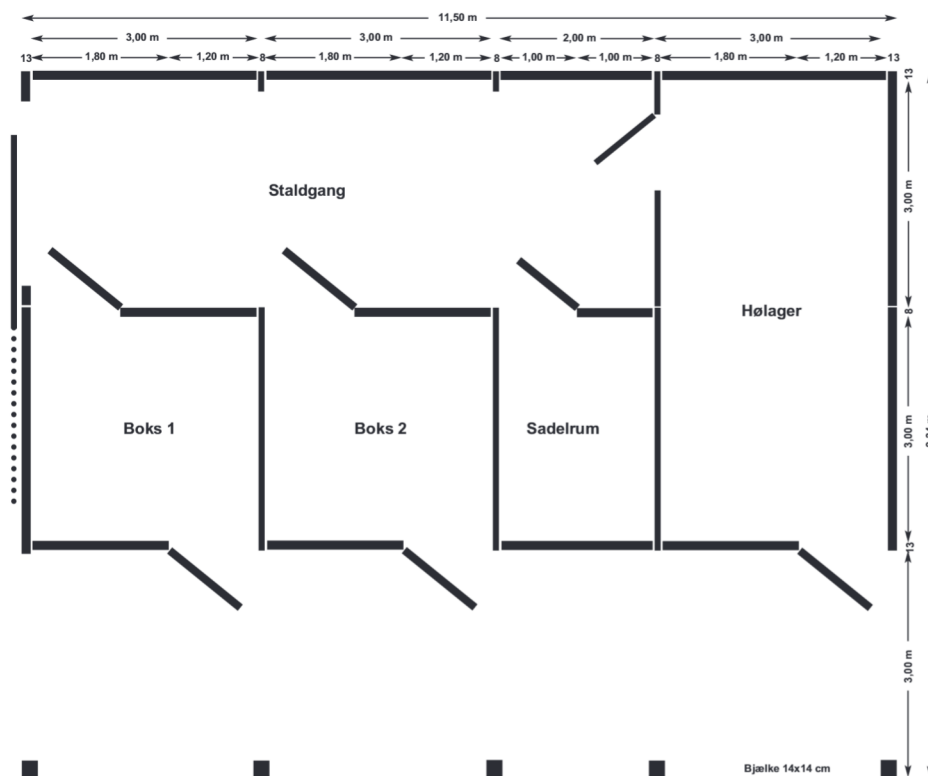 11,50 m
3,00 m 3,00 m 2,00 m 3,00 m
13 1,80 m 1,20 m 8 1,80 m 1,20 m 8 1,00 m 1,00 m 8 1,80 m 1,20 m 13
13
3,00 m
Staldgang
8
Hølager
3,00 m
Boks 1 Boks 2 Sadelrum
13
3,00 m
Bjælke 14x14 cm